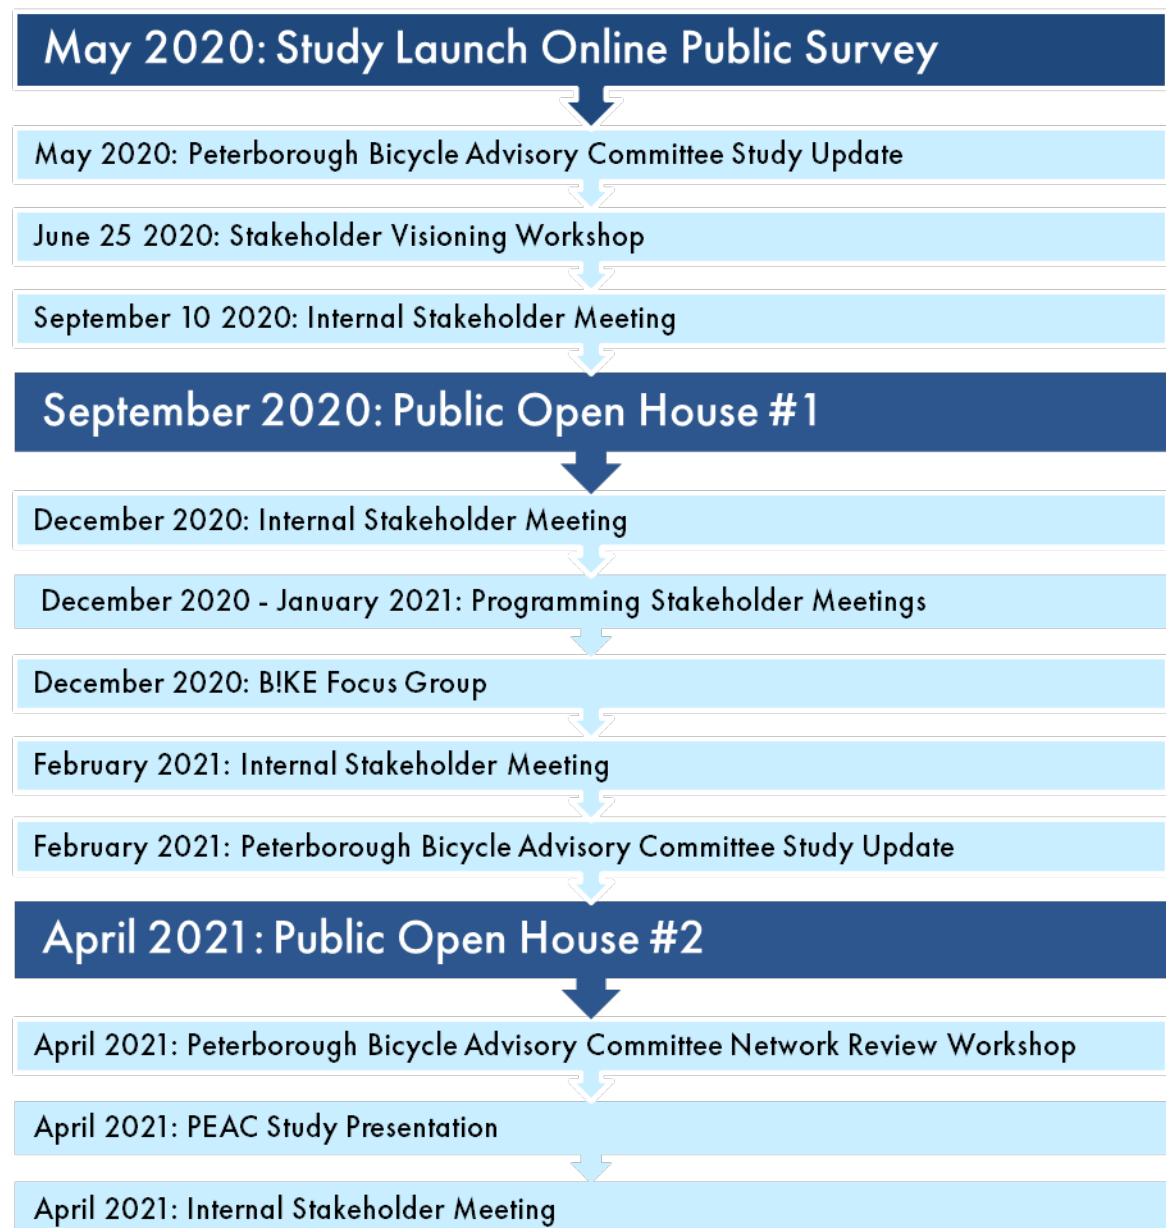 May 2020: Study Launch Online Public Survey
May 2020: Peterborough Bicycle Advisory Committee Study Update
June 25 2020: Stakeholder Visioning Workshop
September 10 2020: Internal Stakeholder Meeting
September 2020: Public Open House #1
December 2020: Internal Stakeholder Meeting
December 2020 - January 2021: Programming Stakeholder Meetings
December 2020: B!KE Focus Group
February 2021: Internal Stakeholder Meeting
February 2021: Peterborough Bicycle Advisory Committee Study Update
April 2021: Public Open House #2
April 2021: Peterborough Bicycle Advisory Committee Network Review Workshop
April 2021: PEAC Study Presentation
April 2021: Internal Stakeholder Meeting